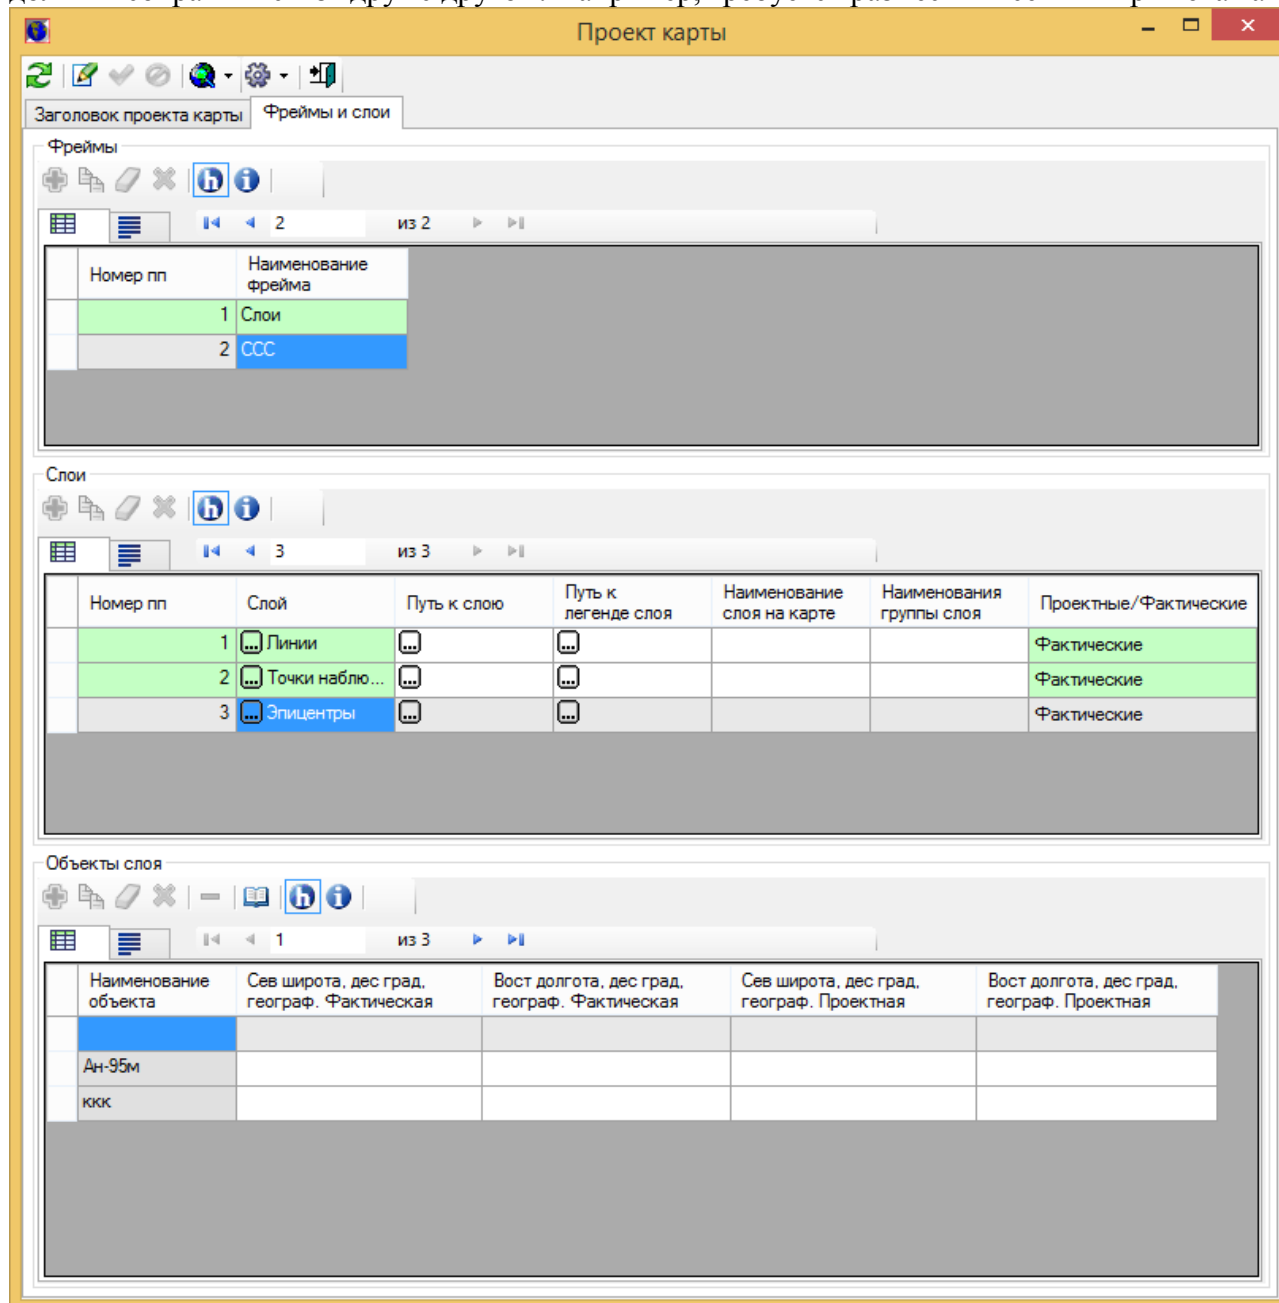 Проект карты
Заголовок проекта карты Фреймы и слои
Фреймы
2 из 2
Номер пп Наименование фрейма
1 Слои
2 ССС
Слои
3 из 3
Номер пп Слой Путь к слою Путь к легенде слоя Наименование слоя на карте Наименования группы слоя Проектные/Фактические
1 ... Линии ... ... Фактические
2 ... Точки наблю... ... ... Фактические
3 ... Эпицентры ... ... Фактические
Объекты слоя
1 из 3
Наименование объекта Сев широта, дес град, географ. Фактическая Вост долгота, дес град, географ. Фактическая Сев широта, дес град, географ. Проектная Вост долгота, дес град, географ. Проектная
Ан-95м
ккк